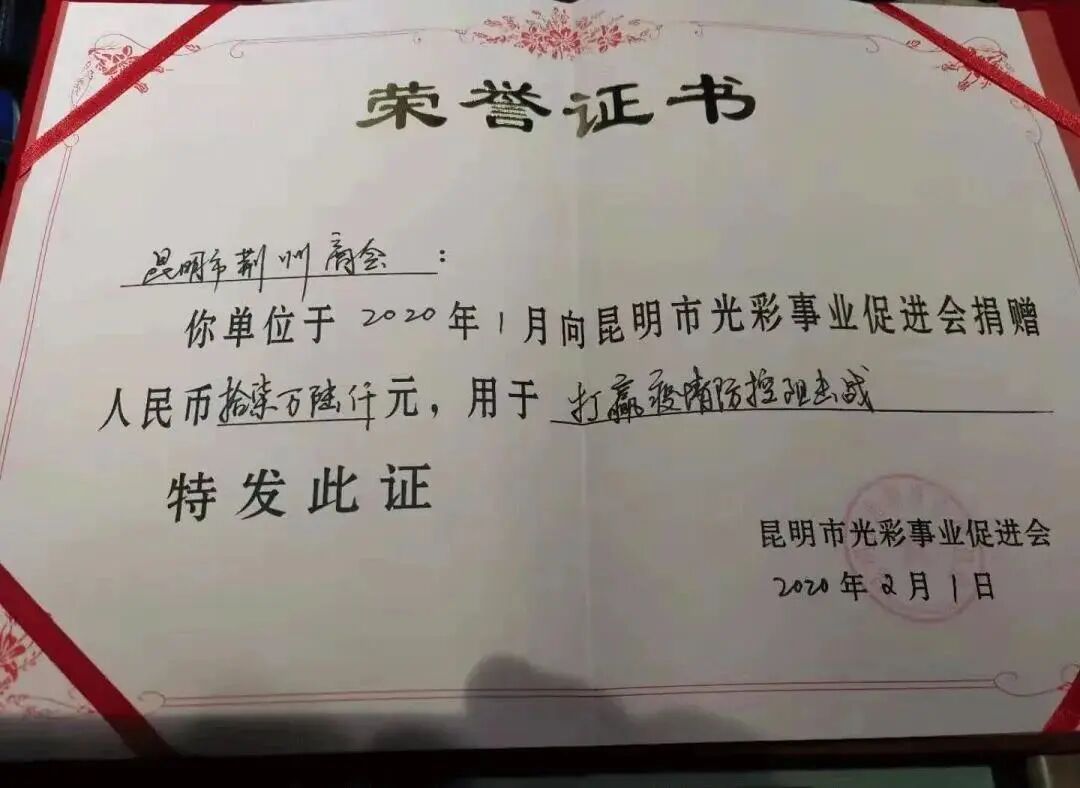 荣誉证书
昆明市荆州商会：
你单位于2020年1月向昆明市光彩事业促进会捐赠
人民币拾柒万陆仟元，用于打赢疫情防控阻击战
特发此证
昆明市光彩事业促进会
2020年2月1日